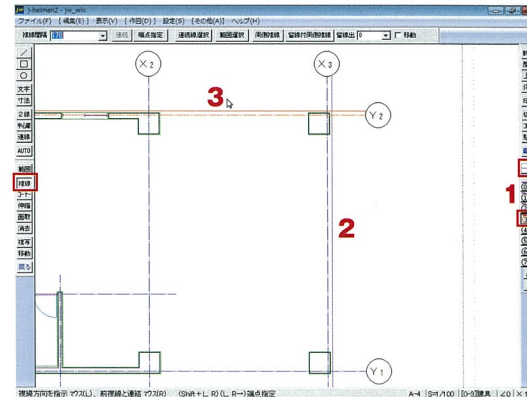 j-heimen2 - jw_win
ファイル(F) [編集(E)] 表示(V) [作図(D)] 設定(S) [その他(A)] ヘルプ(H)
複線間隔 170 連続 端点指定 連続線選択 範囲選択 両側複線 留線付両側複線 留線出 0 移動
文字
寸法
2線
中心線
連線
AUTO
範囲
複線
コーナー
伸縮
面取
消去
複写
移動
戻る
X2
X3
3
Y2
1
2
Y1
複線方向を指示 マウス(L)、前複線と連結 マウス(R) (Shift+L, R)(L, R→)端点指定 A-4 S=1/100 [0-3]建具 ∠0